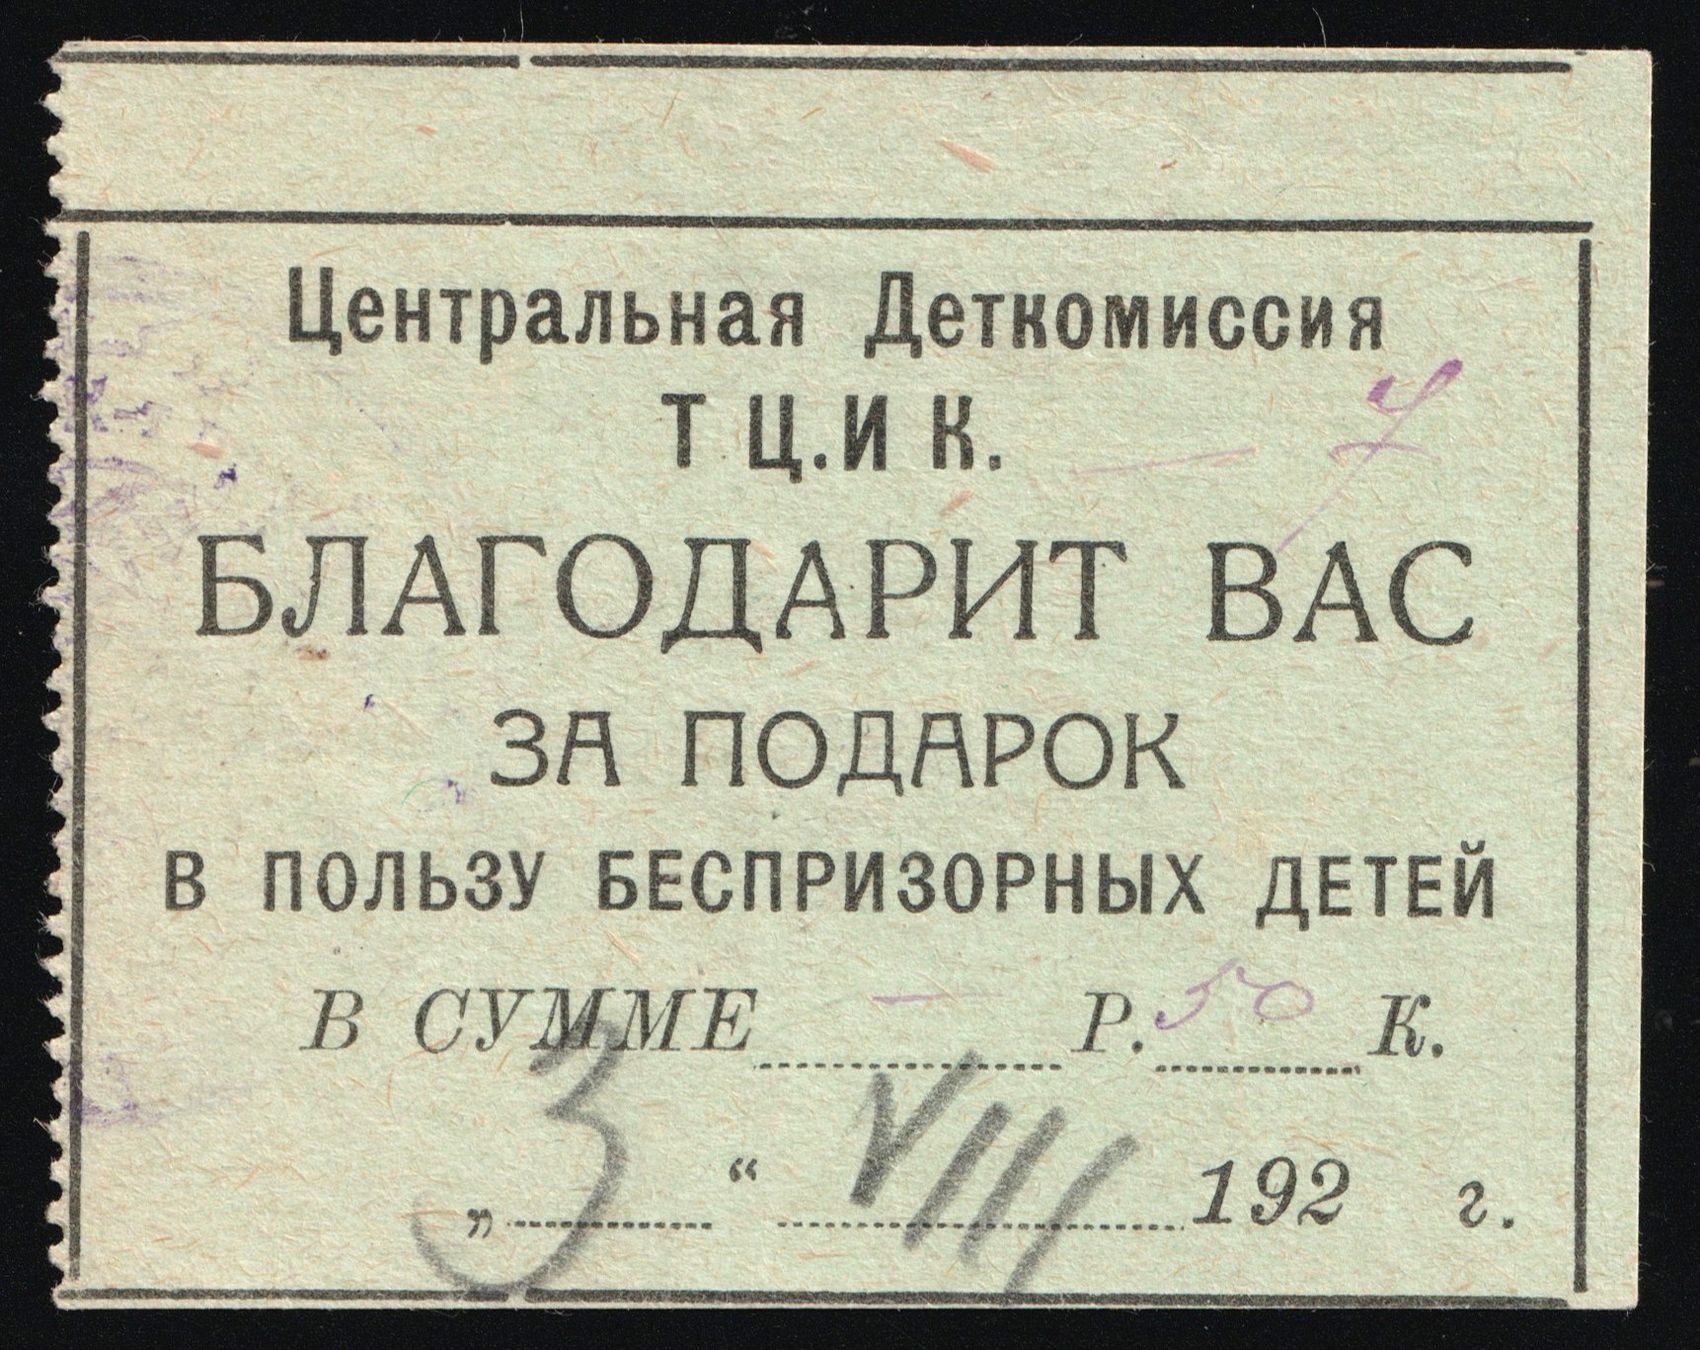 Центральная Деткомиссия
Т Ц.И К.
БЛАГОДАРИТ ВАС
ЗА ПОДАРОК
В ПОЛЬЗУ БЕСПРИЗОРНЫХ ДЕТЕЙ
В СУММЕ — Р. 50 К.
„ 3 “ VIII 192 г.